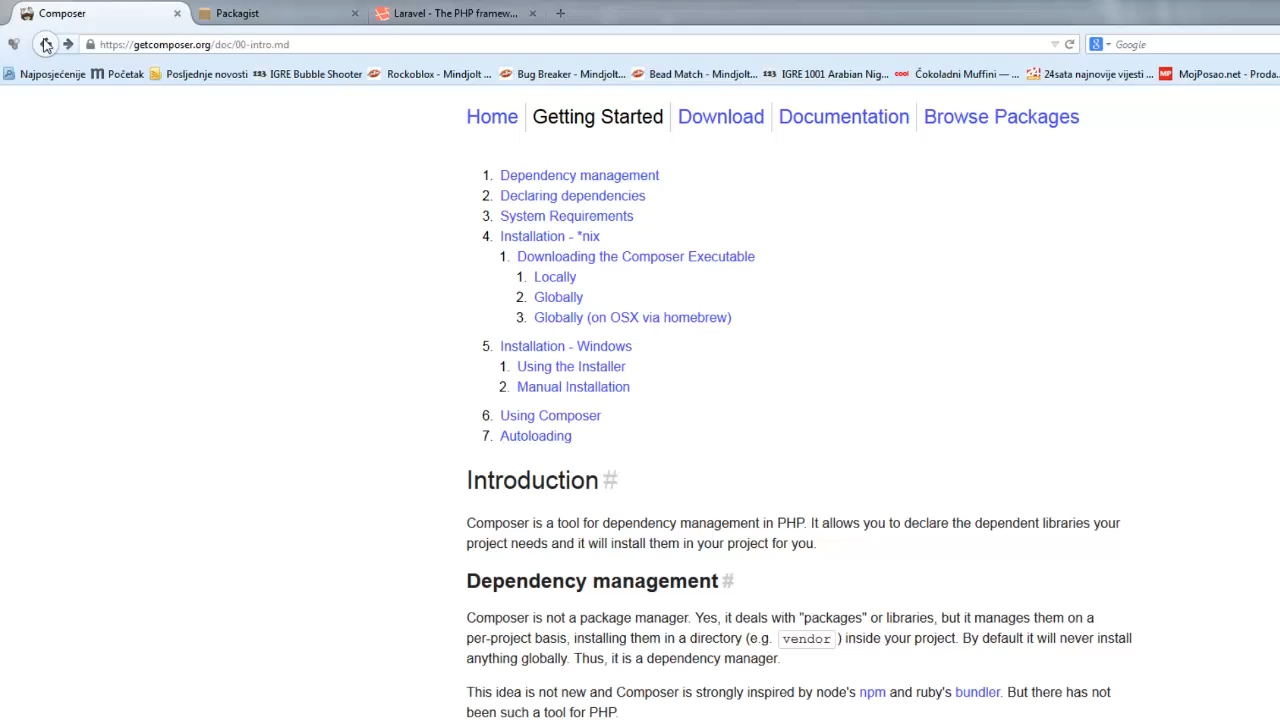 Composer
Packagist
Laravel - The PHP framew...
https://getcomposer.org/doc/00-intro.md
Google
Najposjećenije
Početak
Posljednje novosti
IGRE Bubble Shooter
Rockoblox - Mindjolt ...
Bug Breaker - Mindjolt...
Bead Match - Mindjolt...
IGRE 1001 Arabian Nig...
Čokoladni Muffini — ...
24sata najnovije vijesti ...
MojPosao.net - Proda.
Home
Getting Started
Download
Documentation
Browse Packages
1. Dependency management
2. Declaring dependencies
3. System Requirements
4. Installation - *nix
1. Downloading the Composer Executable
1. Locally
2. Globally
3. Globally (on OSX via homebrew)
5. Installation - Windows
1. Using the Installer
2. Manual Installation
6. Using Composer
7. Autoloading
Introduction #
Composer is a tool for dependency management in PHP. It allows you to declare the dependent libraries your
project needs and it will install them in your project for you.
Dependency management #
Composer is not a package manager. Yes, it deals with "packages" or libraries, but it manages them on a
per-project basis, installing them in a directory (e.g. vendor ) inside your project. By default it will never install
anything globally. Thus, it is a dependency manager.
This idea is not new and Composer is strongly inspired by node's npm and ruby's bundler. But there has not
been such a tool for PHP.